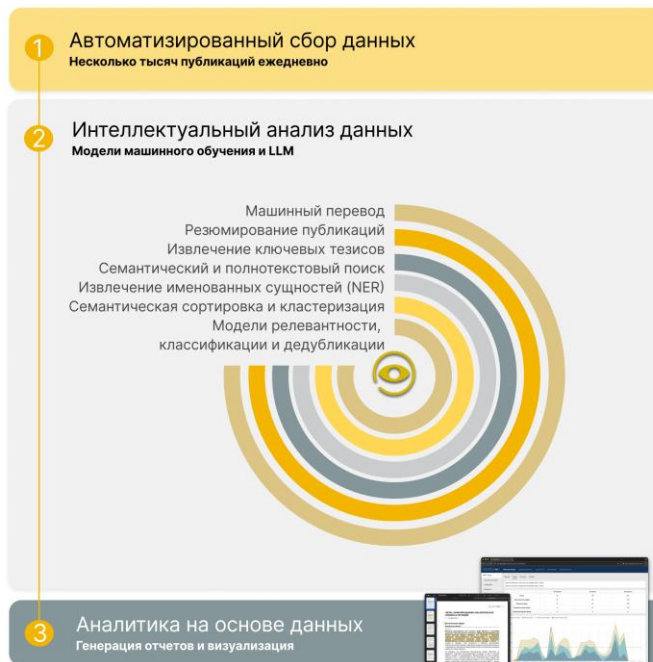 1
Автоматизированный сбор данных
Несколько тысяч публикаций ежедневно
2
Интеллектуальный анализ данных
Модели машинного обучения и LLM
Машинный перевод
Резюмирование публикаций
Извлечение ключевых тезисов
Семантический и полнотекстовый поиск
Извлечение именованных сущностей (NER)
Семантическая сортировка и кластеризация
Модели релевантности,
классификации и дедубликации
3
Аналитика на основе данных
Генерация отчетов и визуализация